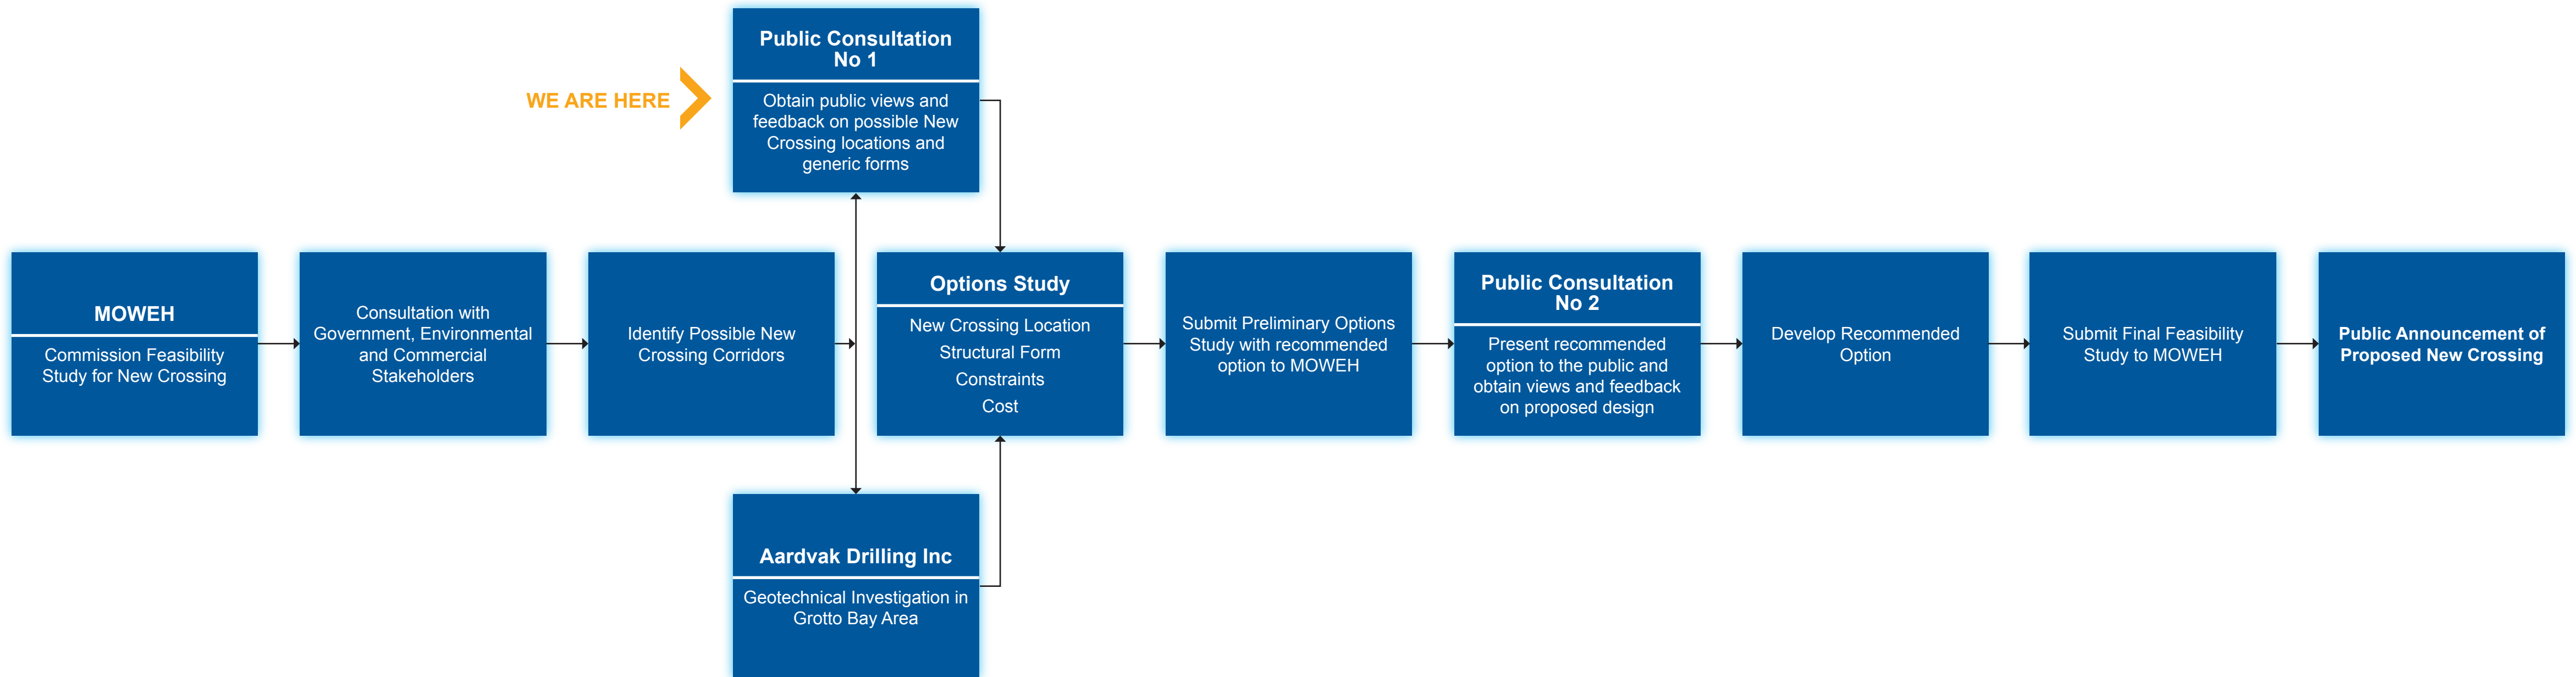 Public Consultation
No 1
Obtain public views and
feedback on possible New
Crossing locations and
generic forms
WE ARE HERE
MOWEH
Commission Feasibility
Study for New Crossing
Consultation with
Government, Environmental
and Commercial
Stakeholders
Identify Possible New
Crossing Corridors
Options Study
New Crossing Location
Structural Form
Constraints
Cost
Submit Preliminary Options
Study with recommended
option to MOWEH
Public Consultation
No 2
Present recommended
option to the public and
obtain views and feedback
on proposed design
Develop Recommended
Option
Submit Final Feasibility
Study to MOWEH
Public Announcement of
Proposed New Crossing
Aardvak Drilling Inc
Geotechnical Investigation in
Grotto Bay Area